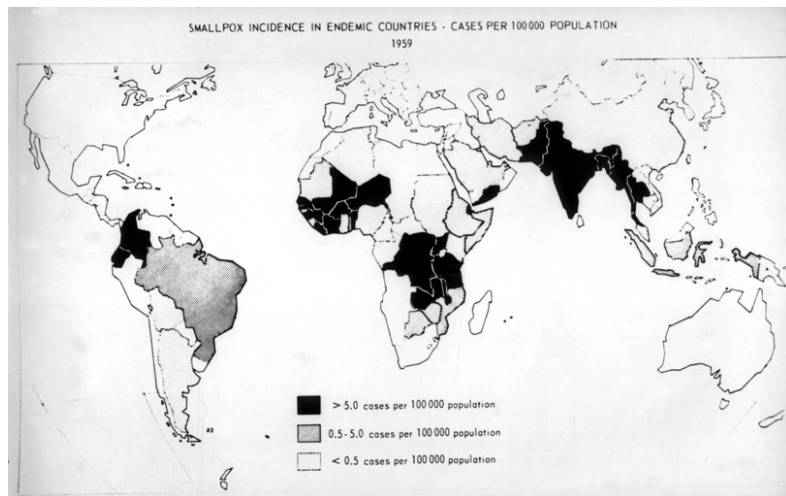 SMALLPOX INCIDENCE IN ENDEMIC COUNTRIES - CASES PER 100 000 POPULATION
1959
> 5.0 cases per 100 000 population
0.5-5.0 cases per 100 000 population
< 0.5 cases per 100 000 population